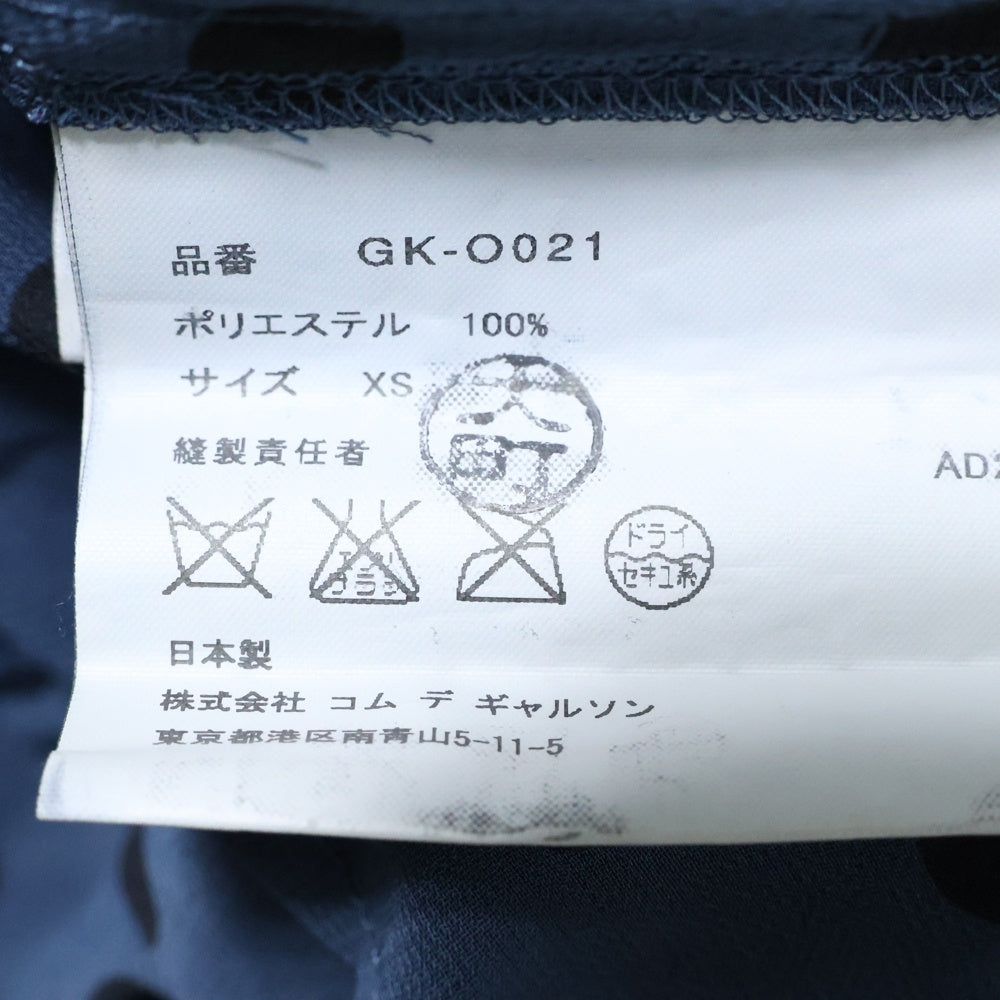 品番 GK-O021
ポリエステル 100%
サイズ XS
縫製責任者
AD2
ドライ
セキユ系
日本製
株式会社 コム デ ギャルソン
東京都港区南青山5-11-5